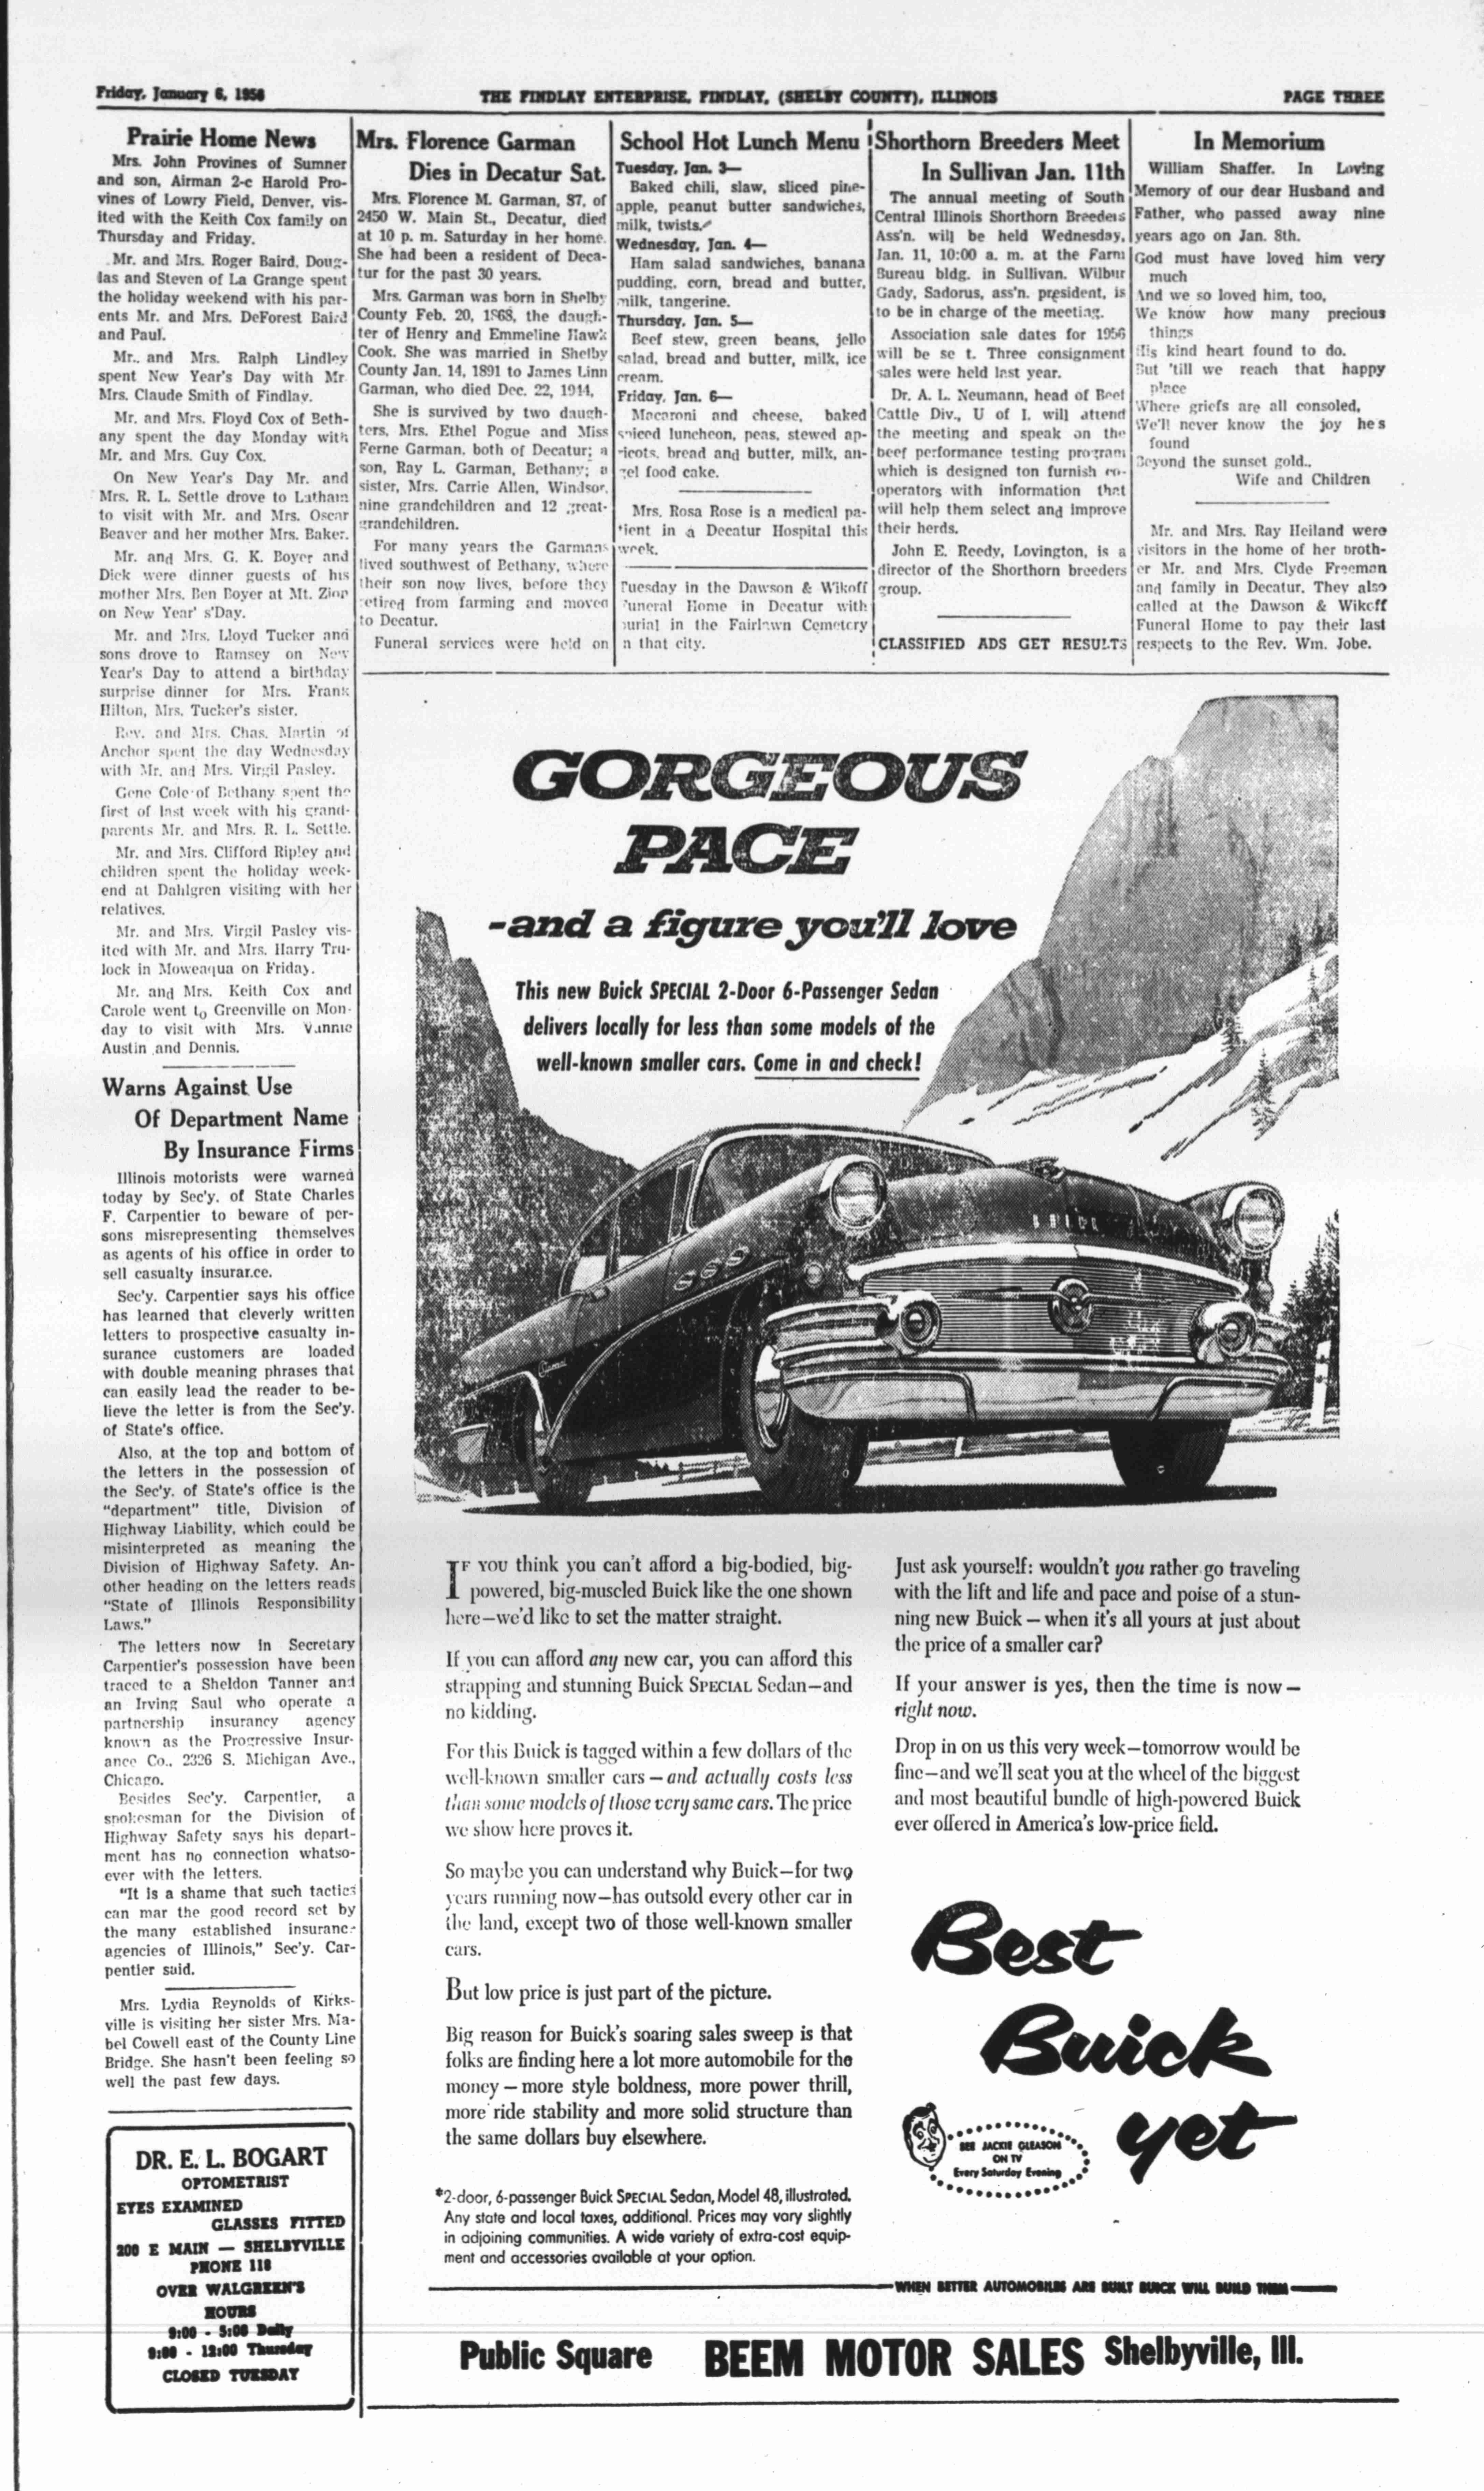 Friday, January 6, 1956
THE FINDLAY ENTERPRISE, FINDLAY, (SHELBY COUNTY), ILLINOIS
PAGE THREE
Prairie Home News
Mrs. John Provines of Sumner
and son, Airman 2-c Harold Pro-
vines of Lowry Field, Denver, vis-
ited with the Keith Cox family on
Thursday and Friday.
Mr. and Mrs. Roger Baird, Doug-
las and Steven of La Grange spent
the holiday weekend with his par-
ents Mr. and Mrs. DeForest Baird
and Paul.
Mr.. and Mrs. Ralph Lindley
spent New Year's Day with Mr
Mrs. Claude Smith of Findlay.
Mr. and Mrs. Floyd Cox of Beth-
any spent the day Monday with
Mr. and Mrs. Guy Cox.
On New Year's Day Mr. and
Mrs. R. L. Settle drove to Latham
to visit with Mr. and Mrs. Oscar
Beaver and her mother Mrs. Baker.
Mr. and Mrs. G. K. Boyer and
Dick were dinner guests of his
mother Mrs. Ben Boyer at Mt. Zion
on New Year' s'Day.
Mr. and Mrs. Lloyd Tucker and
sons drove to Ramsey on New
Year's Day to attend a birthday
surprise dinner for Mrs. Frank
Hilton, Mrs. Tucker's sister.
Rev. and Mrs. Chas. Martin of
Anchor spent the day Wednesday
with Mr. and Mrs. Virgil Pasley.
Gene Cole of Bethany spent the
first of last week with his grand-
parents Mr. and Mrs. R. L. Settle.
Mr. and Mrs. Clifford Ripley and
children spent the holiday week-
end at Dahlgren visiting with her
relatives.
Mr. and Mrs. Virgil Pasley vis-
ited with Mr. and Mrs. Harry Tru-
lock in Moweaqua on Friday.
Mr. and Mrs. Keith Cox and
Carole went to Greenville on Mon-
day to visit with Mrs. Vannie
Austin and Dennis.
Warns Against Use
Of Department Name
By Insurance Firms
Illinois motorists were warned
today by Sec'y. of State Charles
F. Carpentier to beware of per-
sons misrepresenting themselves
as agents of his office in order to
sell casualty insurance.
Sec'y. Carpentier says his office
has learned that cleverly written
letters to prospective casualty in-
surance customers are loaded
with double meaning phrases that
can easily lead the reader to be-
lieve the letter is from the Sec'y.
of State's office.
Also, at the top and bottom of
the letters in the possession of
the Sec'y. of State's office is the
"department" title, Division of
Highway Liability, which could be
misinterpreted as meaning the
Division of Highway Safety. An-
other heading on the letters reads
"State of Illinois Responsibility
Laws."
The letters now in Secretary
Carpentier's possession have been
traced to a Sheldon Tanner and
an Irving Saul who operate a
partnership insurancy agency
known as the Progressive Insur-
ance Co., 2326 S. Michigan Ave.,
Chicago.
Besides Sec'y. Carpentier, a
spokesman for the Division of
Highway Safety says his depart-
ment has no connection whatso-
ever with the letters.
"It is a shame that such tactics
can mar the good record set by
the many established insurance
agencies of Illinois," Sec'y. Car-
pentier said.
Mrs. Lydia Reynolds of Kirks-
ville is visiting her sister Mrs. Ma-
bel Cowell east of the County Line
Bridge. She hasn't been feeling so
well the past few days.
DR. E. L. BOGART
OPTOMETRIST
EYES EXAMINED
GLASSES FITTED
200 E MAIN — SHELBYVILLE
PHONE 118
OVER WALGREEN'S
HOURS
9:00 - 5:00 Daily
9:00 - 12:00 Thursday
CLOSED TUESDAY
Mrs. Florence Garman
Dies in Decatur Sat.
Mrs. Florence M. Garman, 87, of
2450 W. Main St., Decatur, died
at 10 p. m. Saturday in her home.
She had been a resident of Deca-
tur for the past 30 years.
Mrs. Garman was born in Shelby
County Feb. 20, 1868, the daugh-
ter of Henry and Emmeline Hawk
Cook. She was married in Shelby
County Jan. 14, 1891 to James Linn
Garman, who died Dec. 22, 1944,
She is survived by two daugh-
ters, Mrs. Ethel Pogue and Miss
Ferne Garman, both of Decatur; a
son, Ray L. Garman, Bethany; a
sister, Mrs. Carrie Allen, Windsor,
nine grandchildren and 12 great-
grandchildren.
For many years the Garmans
lived southwest of Bethany, where
their son now lives, before they
retired from farming and moved
to Decatur.
Funeral services were held on
School Hot Lunch Menu
Tuesday, Jan. 3—
Baked chili, slaw, sliced pine-
apple, peanut butter sandwiches,
milk, twists.
Wednesday, Jan. 4—
Ham salad sandwiches, banana
pudding, corn, bread and butter,
milk, tangerine.
Thursday, Jan. 5—
Beef stew, green beans, jello
salad, bread and butter, milk, ice
cream.
Friday, Jan. 6—
Macaroni and cheese, baked
spiced luncheon, peas, stewed ap-
ricots, bread and butter, milk, an-
gel food cake.
Mrs. Rosa Rose is a medical pa-
tient in a Decatur Hospital this
week.
Tuesday in the Dawson & Wikoff
Funeral Home in Decatur with
burial in the Fairlawn Cemetery
n that city.
Shorthorn Breeders Meet
In Sullivan Jan. 11th
The annual meeting of South
Central Illinois Shorthorn Breeders
Ass'n. will be held Wednesday,
Jan. 11, 10:00 a. m. at the Farm
Bureau bldg. in Sullivan. Wilbur
Gady, Sadorus, ass'n. president, is
to be in charge of the meeting.
Association sale dates for 1956
will be se t. Three consignment
sales were held last year.
Dr. A. L. Neumann, head of Beef
Cattle Div., U of I. will attend
the meeting and speak on the
beef performance testing program
which is designed ton furnish co-
operators with information that
will help them select and improve
their herds.
John E. Reedy, Lovington, is a
director of the Shorthorn breeders
group.
CLASSIFIED ADS GET RESULTS
In Memorium
William Shaffer. In Loving
Memory of our dear Husband and
Father, who passed away nine
years ago on Jan. 8th.
God must have loved him very
much
And we so loved him, too,
We know how many precious
things
His kind heart found to do.
But 'till we reach that happy
place
Where griefs are all consoled,
We'll never know the joy he s
found
Beyond the sunset gold..
Wife and Children
Mr. and Mrs. Ray Heiland were
visitors in the home of her broth-
er Mr. and Mrs. Clyde Freeman
and family in Decatur. They also
called at the Dawson & Wikoff
Funeral Home to pay their last
respects to the Rev. Wm. Jobe.
GORGEOUS
PACE
-and a figure you'll love
This new Buick SPECIAL 2-Door 6-Passenger Sedan
delivers locally for less than some models of the
well-known smaller cars. Come in and check!
BUICK
Special
IF YOU think you can't afford a big-bodied, big-
powered, big-muscled Buick like the one shown
here—we'd like to set the matter straight.
If you can afford any new car, you can afford this
strapping and stunning Buick SPECIAL Sedan—and
no kidding.
For this Buick is tagged within a few dollars of the
well-known smaller cars—and actually costs less
than some models of those very same cars. The price
we show here proves it.
So maybe you can understand why Buick—for two
years running now—has outsold every other car in
the land, except two of those well-known smaller
cars.
But low price is just part of the picture.
Big reason for Buick's soaring sales sweep is that
folks are finding here a lot more automobile for the
money—more style boldness, more power thrill,
more ride stability and more solid structure than
the same dollars buy elsewhere.
*2-door, 6-passenger Buick SPECIAL Sedan, Model 48, illustrated.
Any state and local taxes, additional. Prices may vary slightly
in adjoining communities. A wide variety of extra-cost equip-
ment and accessories available at your option.
Just ask yourself: wouldn't you rather go traveling
with the lift and life and pace and poise of a stun-
ning new Buick—when it's all yours at just about
the price of a smaller car?
If your answer is yes, then the time is now—
right now.
Drop in on us this very week—tomorrow would be
fine—and we'll seat you at the wheel of the biggest
and most beautiful bundle of high-powered Buick
ever offered in America's low-price field.
Best
Buick
yet
SEE JACKIE GLEASON
ON TV
Every Saturday Evening
WHEN BETTER AUTOMOBILES ARE BUILT BUICK WILL BUILD THEM
Public Square BEEM MOTOR SALES Shelbyville, Ill.